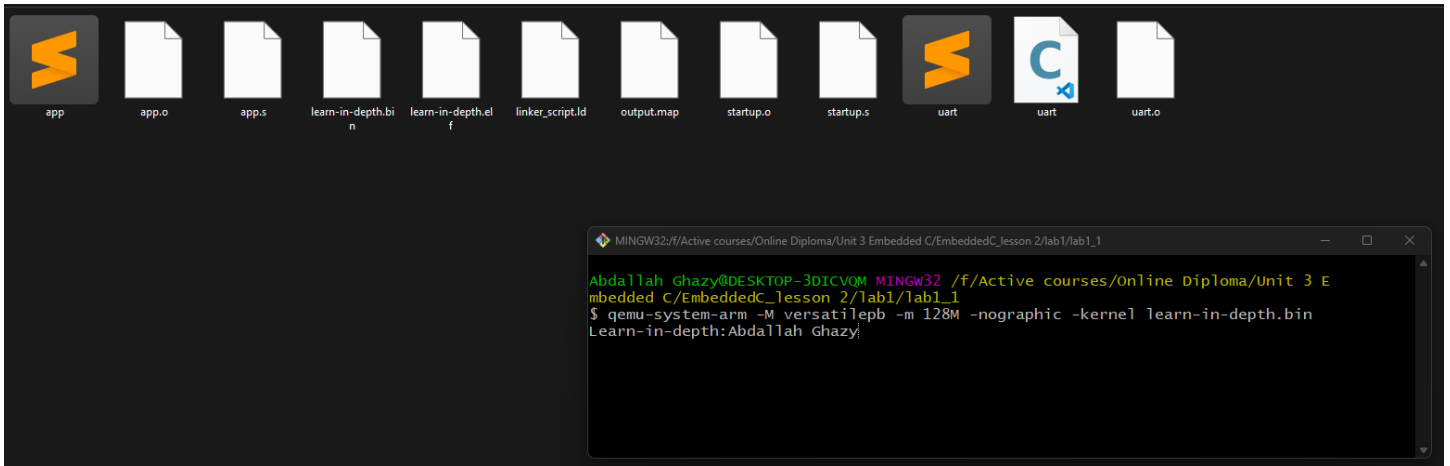 app
app.o
app.s
learn-in-depth.bi
n
learn-in-depth.el
f
linker_script.ld
output.map
startup.o
startup.s
uart
C
uart
uart.o
MINGW32:/f/Active courses/Online Diploma/Unit 3 Embedded C/EmbeddedC_lesson 2/lab1/lab1_1
Abdallah Ghazy@DESKTOP-3DICVQM MINGW32 /f/Active courses/Online Diploma/Unit 3 E
mbedded C/EmbeddedC_lesson 2/lab1/lab1_1
$ qemu-system-arm -M versatilepb -m 128M -nographic -kernel learn-in-depth.bin
Learn-in-depth:Abdallah Ghazy